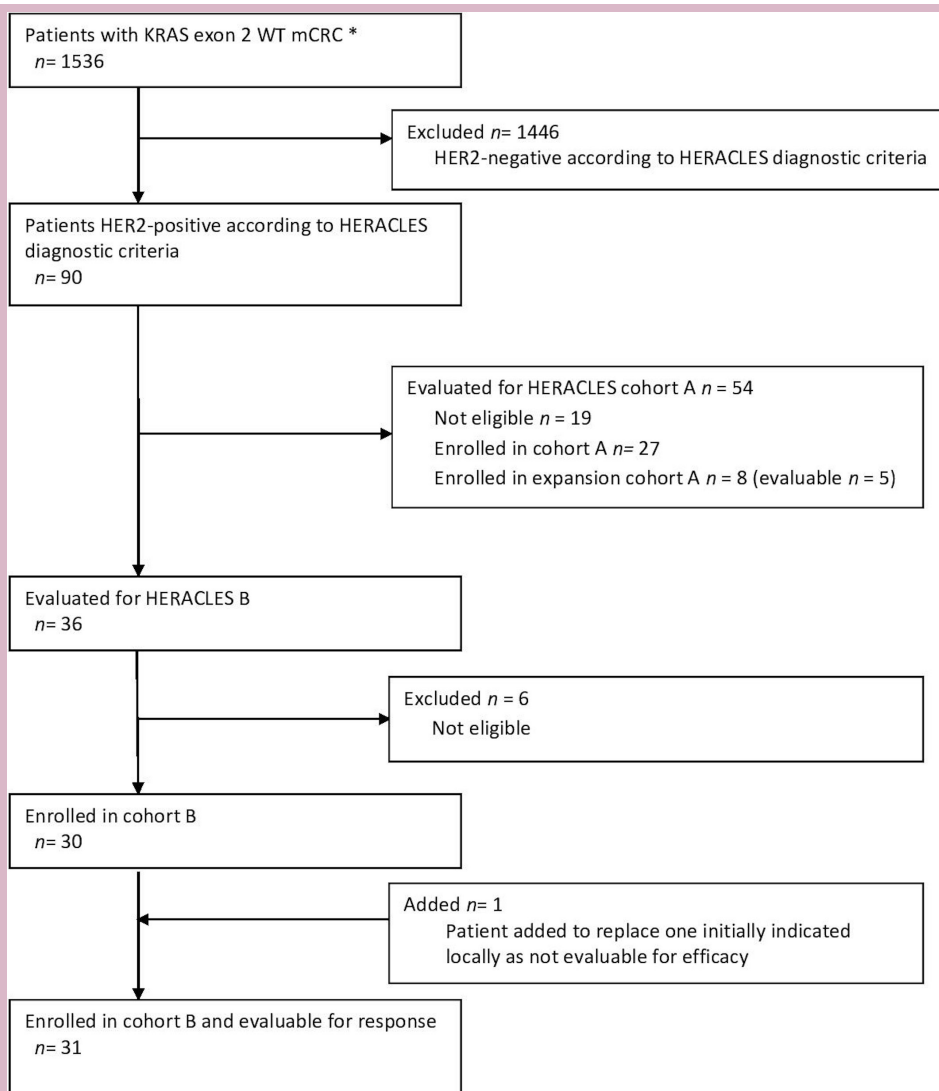 Patients with KRAS exon 2 WT mCRC *
n= 1536
Excluded n= 1446
HER2-negative according to HERACLES diagnostic criteria
Patients HER2-positive according to HERACLES
diagnostic criteria
n= 90
Evaluated for HERACLES cohort A n = 54
Not eligible n = 19
Enrolled in cohort A n= 27
Enrolled in expansion cohort A n = 8 (evaluable n = 5)
Evaluated for HERACLES B
n= 36
Excluded n = 6
Not eligible
Enrolled in cohort B
n= 30
Added n= 1
Patient added to replace one initially indicated
locally as not evaluable for efficacy
Enrolled in cohort B and evaluable for response
n= 31